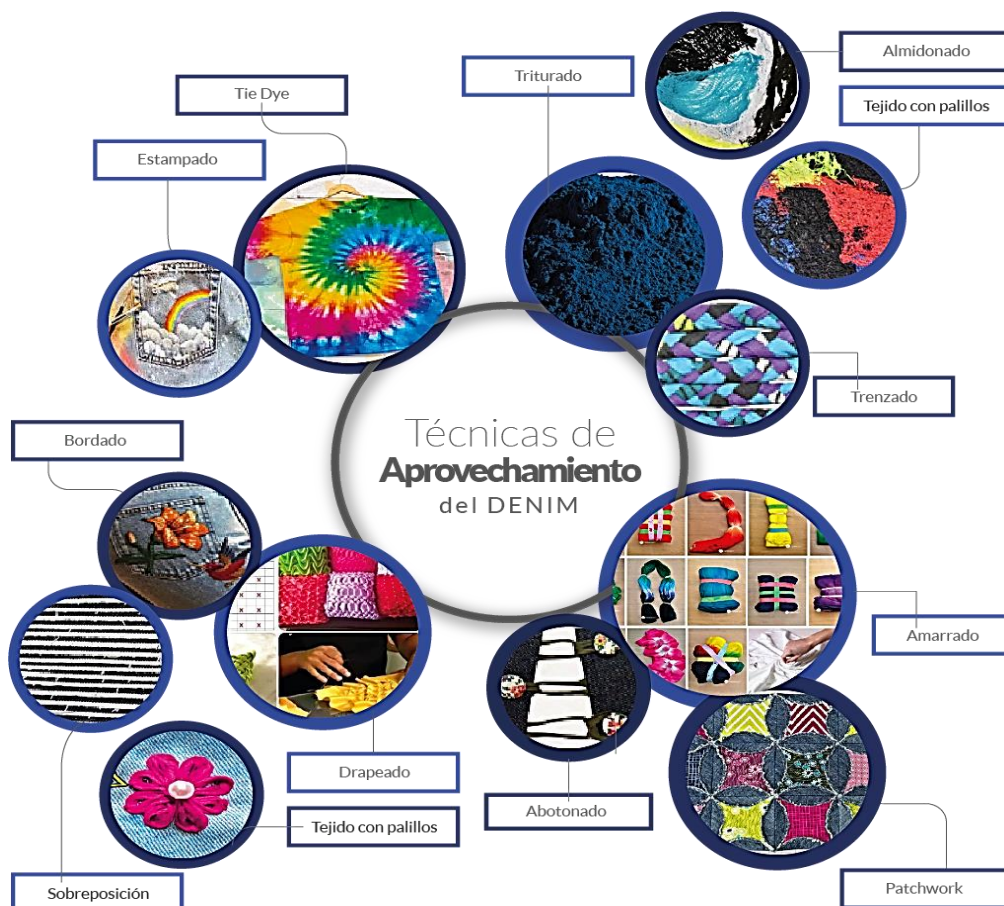 Almidonado
Triturado
Tie Dye
Tejido con palillos
Estampado
Trenzado
Técnicas de
Aprovechamiento
del DENIM
Bordado
Amarrado
Drapeado
Abotonado
Tejido con palillos
Sobreposición
Patchwork